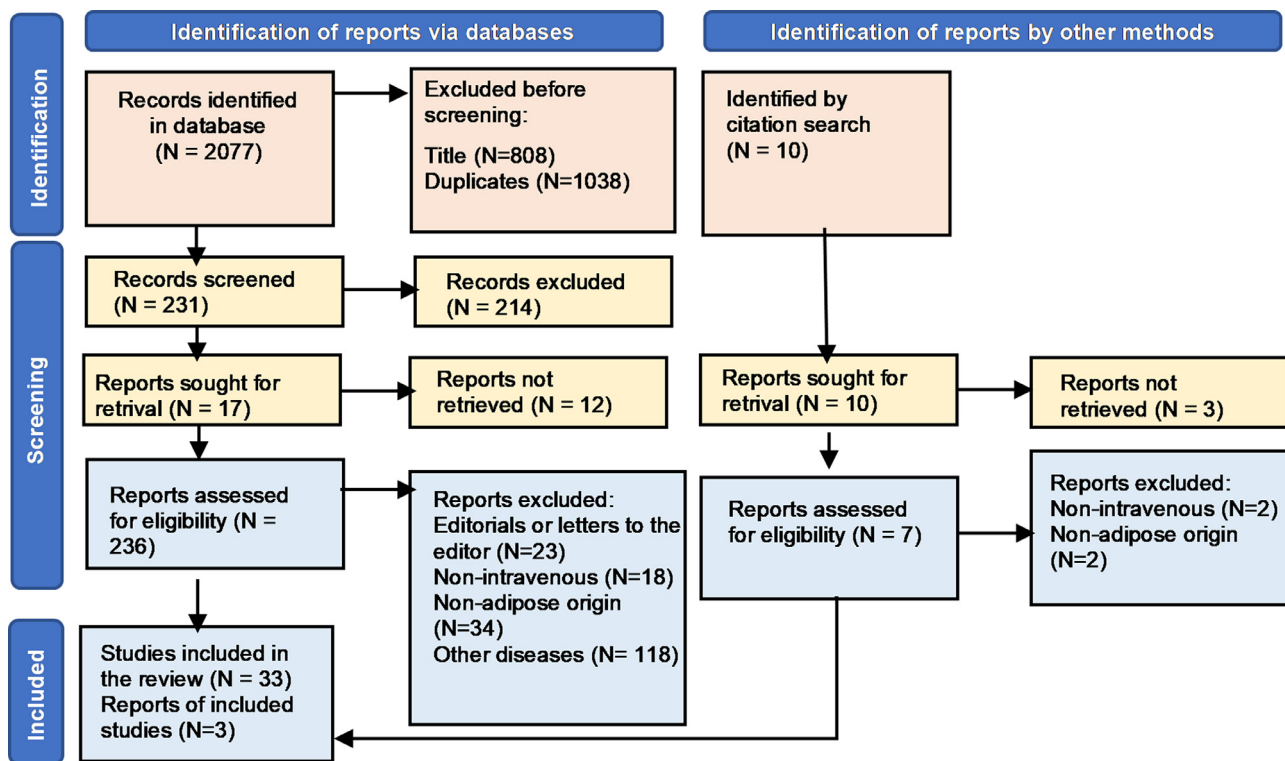 Identification of reports via databases
Identification of reports by other methods
Identification
Records identified
in database
(N = 2077)
Excluded before
screening:
Title (N=808)
Duplicates (N=1038)
Identified by
citation search
(N = 10)
Screening
Records screened
(N = 231)
Records excluded
(N = 214)
Reports sought for
retrival (N = 17)
Reports not
retrieved (N = 12)
Reports sought for
retrival (N = 10)
Reports not
retrieved (N = 3)
Reports assessed
for eligibility (N =
236)
Reports excluded:
Editorials or letters to the
editor (N=23)
Non-intravenous (N=18)
Non-adipose origin
(N=34)
Other diseases (N= 118)
Reports assessed
for eligibility (N = 7)
Reports excluded:
Non-intravenous (N=2)
Non-adipose origin
(N=2)
Included
Studies included in
the review (N = 33)
Reports of included
studies (N=3)